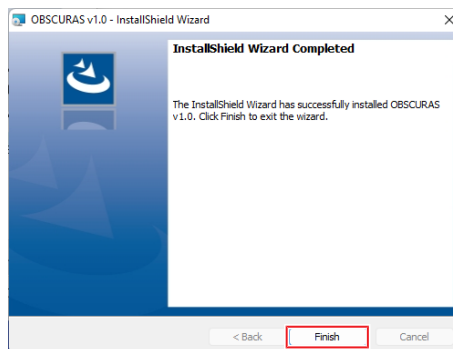 OBSCURAS v1.0 - InstallShield Wizard
InstallShield Wizard Completed
The InstallShield Wizard has successfully installed OBSCURAS
v1.0. Click Finish to exit the wizard.
< Back
Finish
Cancel